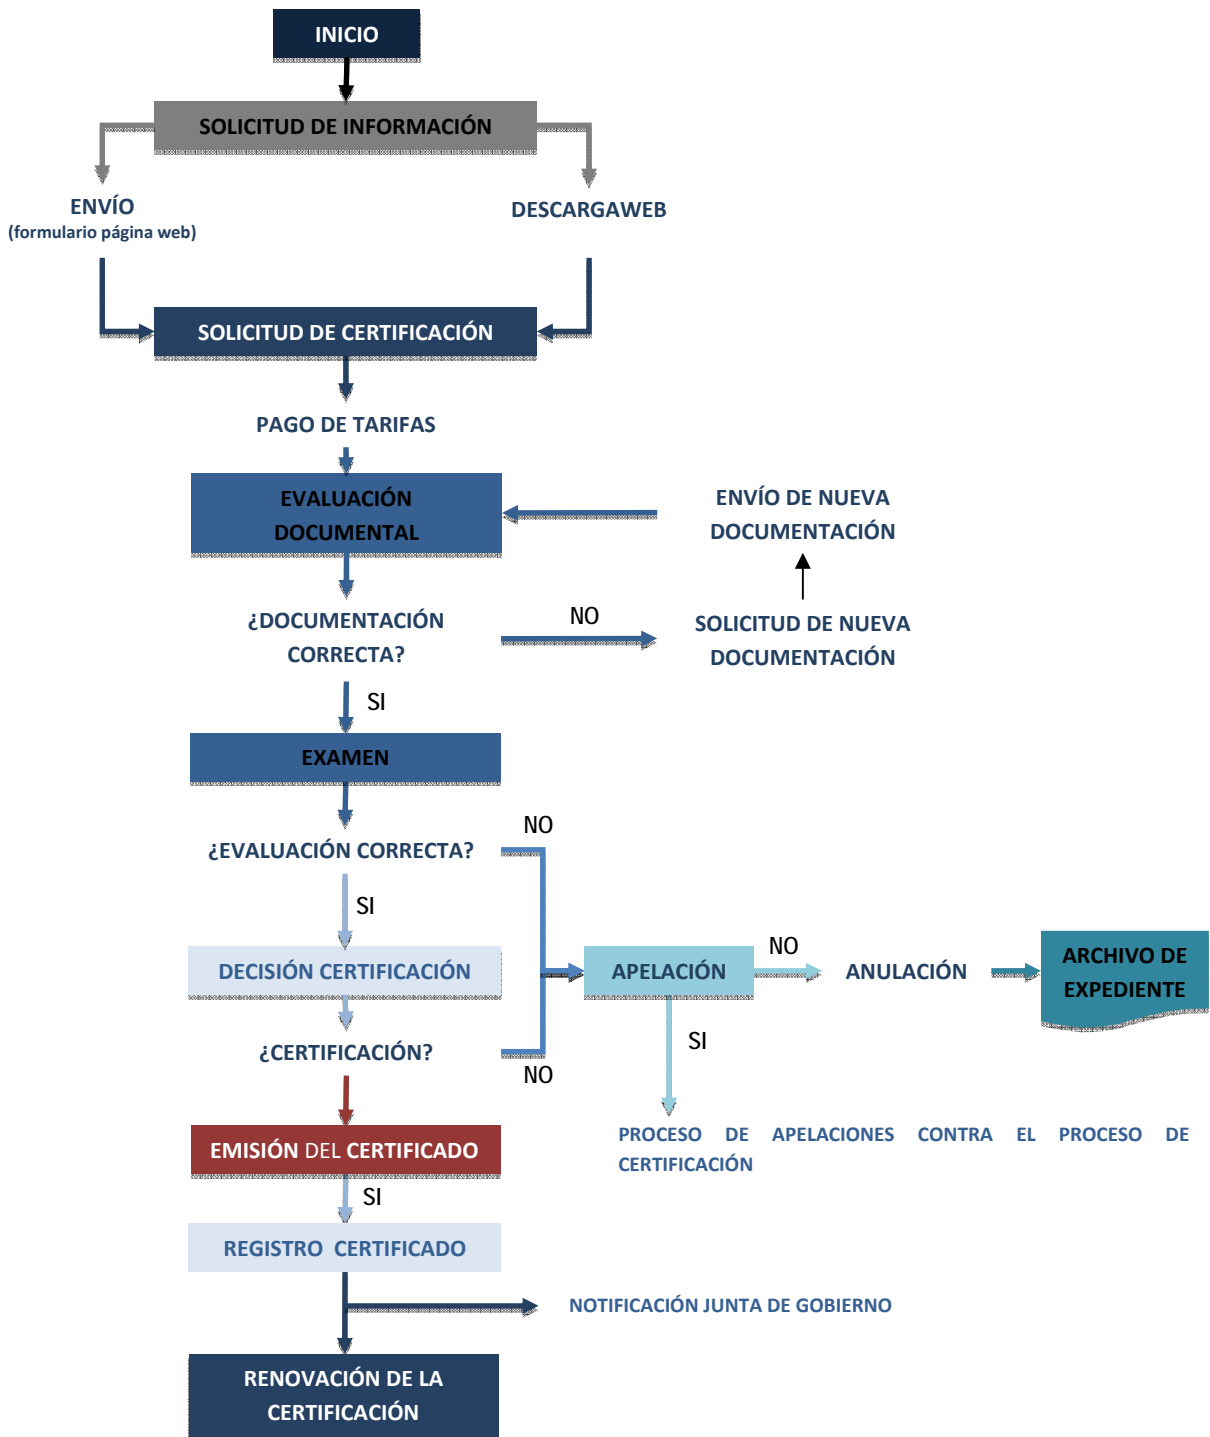 INICIO
SOLICITUD DE INFORMACIÓN
ENVÍO
(formulario página web)
DESCARGAWEB
SOLICITUD DE CERTIFICACIÓN
PAGO DE TARIFAS
EVALUACIÓN
DOCUMENTAL
ENVÍO DE NUEVA
DOCUMENTACIÓN
¿DOCUMENTACIÓN
CORRECTA?
NO
SOLICITUD DE NUEVA
DOCUMENTACIÓN
SI
EXAMEN
NO
¿EVALUACIÓN CORRECTA?
SI
DECISIÓN CERTIFICACIÓN
APELACIÓN
NO
ANULACIÓN
ARCHIVO DE
EXPEDIENTE
¿CERTIFICACIÓN?
NO
SI
EMISIÓN DEL CERTIFICADO
PROCESO DE APELACIONES CONTRA EL PROCESO DE
CERTIFICACIÓN
SI
REGISTRO CERTIFICADO
NOTIFICACIÓN JUNTA DE GOBIERNO
RENOVACIÓN DE LA
CERTIFICACIÓN